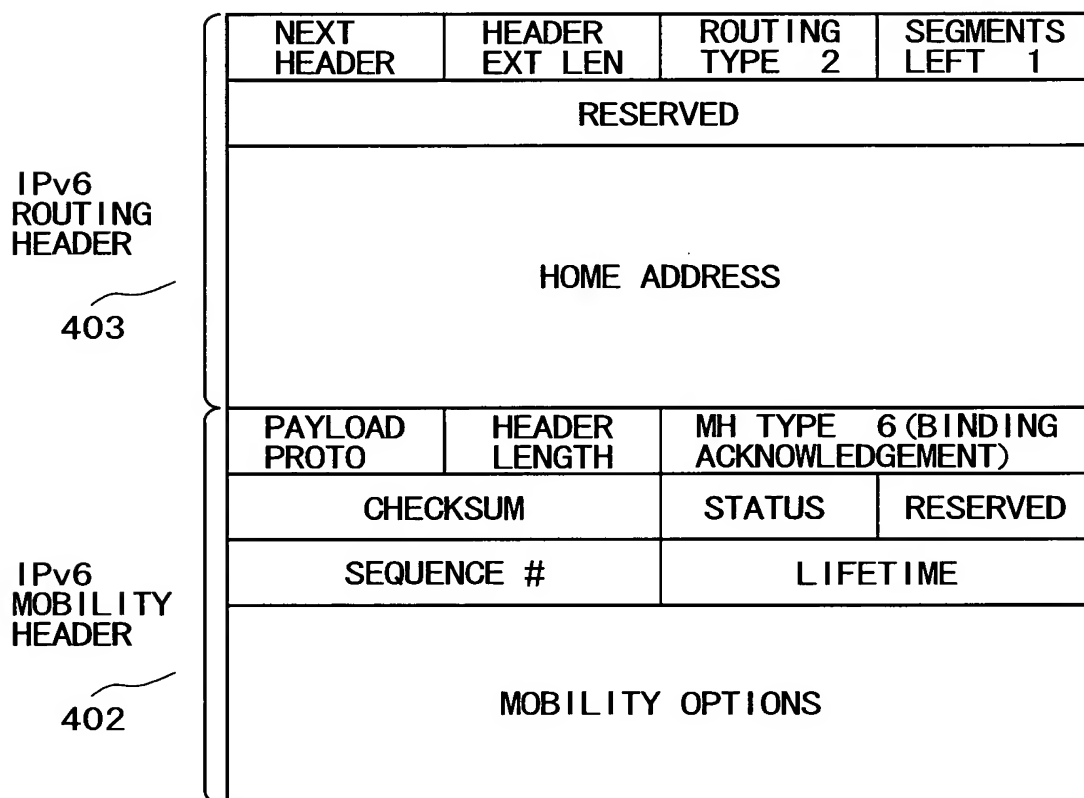 NEXT HEADER
HEADER EXT LEN
ROUTING TYPE 2
SEGMENTS LEFT 1
RESERVED
IPv6
ROUTING
HEADER
403
HOME ADDRESS
PAYLOAD PROTO
HEADER LENGTH
MH TYPE 6(BINDING
ACKNOWLEDGEMENT)
CHECKSUM
STATUS
RESERVED
SEQUENCE #
LIFETIME
IPv6
MOBILITY
HEADER
402
MOBILITY OPTIONS